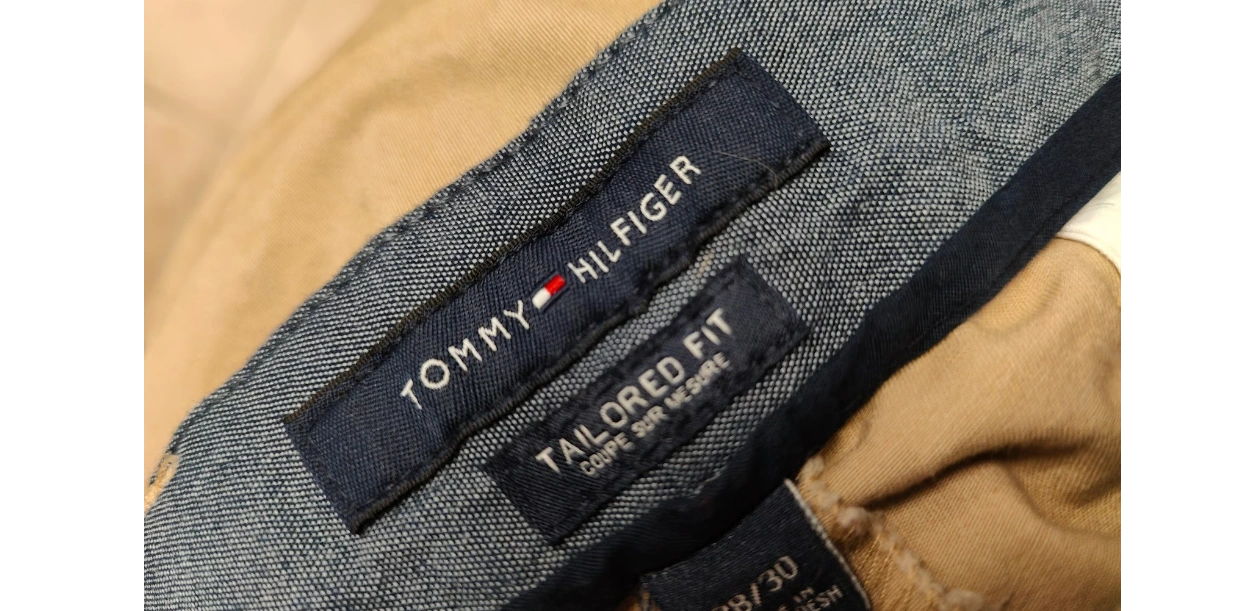 TOMMY HILFIGER
TAILORED FIT
COUPE SUR MESURE